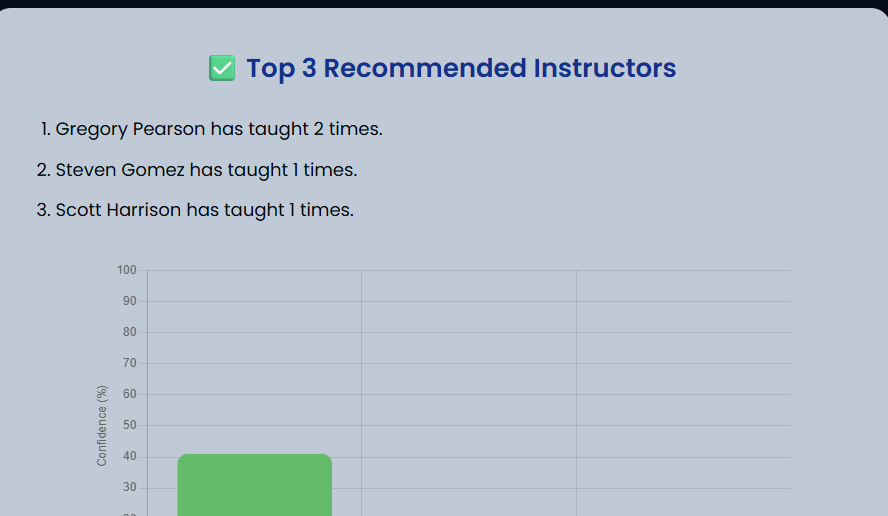 ✅ Top 3 Recommended Instructors
1. Gregory Pearson has taught 2 times.
2. Steven Gomez has taught 1 times.
3. Scott Harrison has taught 1 times.
100
90
80
70
60
50
40
30
Confidence (%)